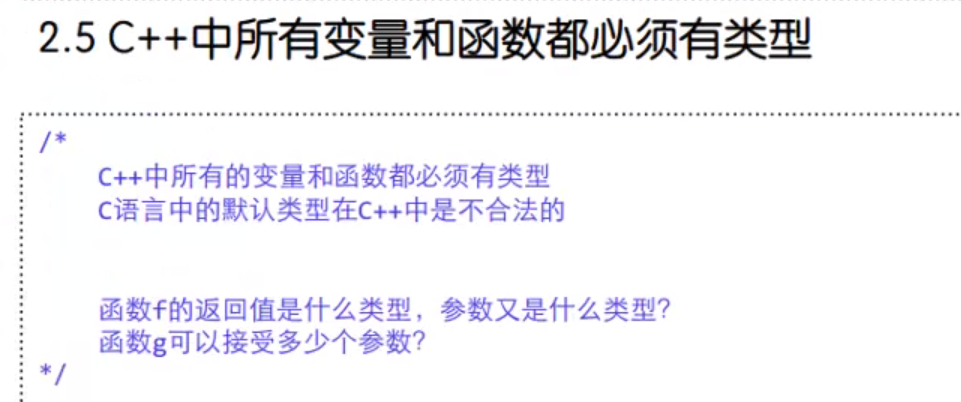 2.5 C++中所有变量和函数都必须有类型
/*
C++中所有的变量和函数都必须有类型
C语言中的默认类型在C++中是不合法的
函数f的返回值是什么类型，参数又是什么类型？
函数g可以接受多少个参数？
*/